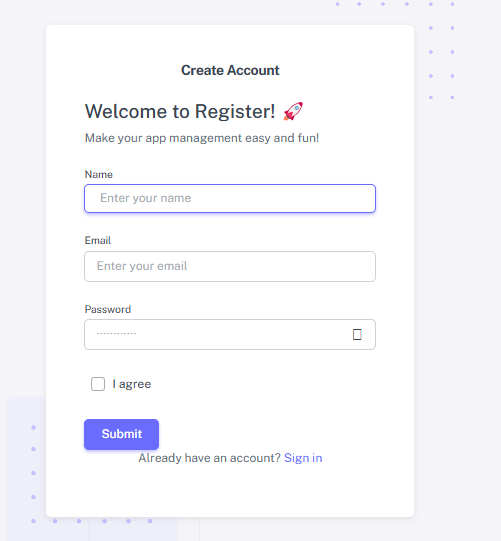 Create Account
Welcome to Register! 🚀
Make your app management easy and fun!
Name
Enter your name
Email
Enter your email
Password
············
I agree
Submit
Already have an account? Sign in